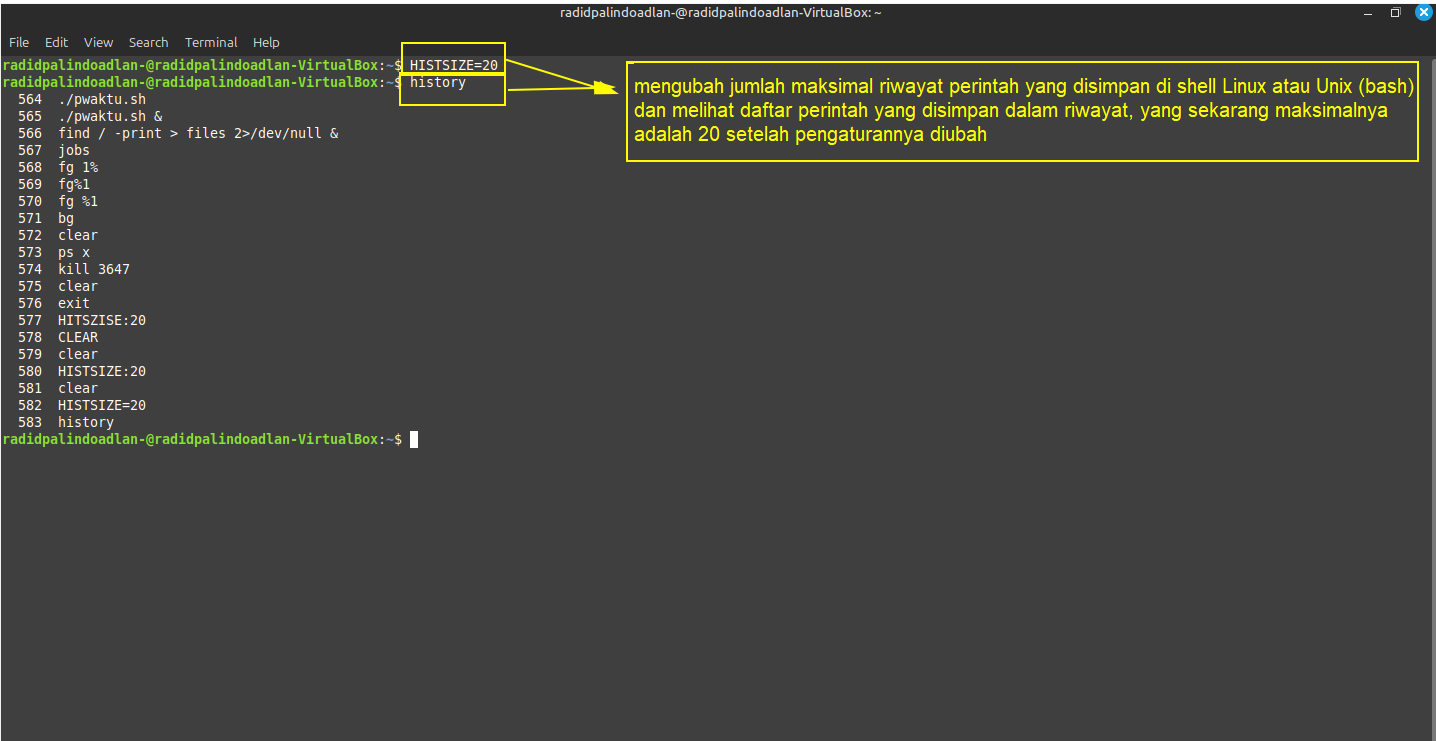 radidpalindoadlan-@radidpalindoadlan-VirtualBox: ~
File Edit View Search Terminal Help
radidpalindoadlan-@radidpalindoadlan-VirtualBox:~$ HISTSIZE=20
radidpalindoadlan-@radidpalindoadlan-VirtualBox:~$ history
564 ./pwaktu.sh
565 ./pwaktu.sh &
566 find / -print > files 2>/dev/null &
567 jobs
568 fg 1%
569 fg%1
570 fg %1
571 bg
572 clear
573 ps x
574 kill 3647
575 clear
576 exit
577 HITSZISE:20
578 CLEAR
579 clear
580 HISTSIZE:20
581 clear
582 HISTSIZE=20
583 history
radidpalindoadlan-@radidpalindoadlan-VirtualBox:~$
mengubah jumlah maksimal riwayat perintah yang disimpan di shell Linux atau Unix (bash)
dan melihat daftar perintah yang disimpan dalam riwayat, yang sekarang maksimalnya
adalah 20 setelah pengaturannya diubah